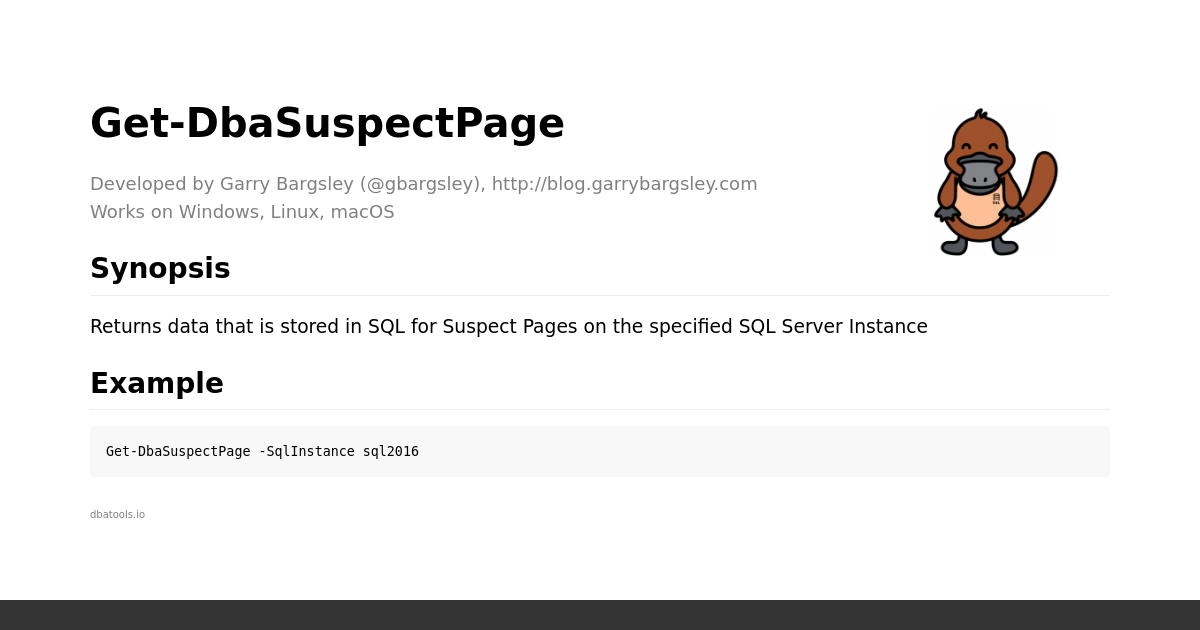 Get-DbaSuspectPage
Developed by Garry Bargsley (@gbargsley), http://blog.garrybargsley.com
Works on Windows, Linux, macOS
Synopsis
Returns data that is stored in SQL for Suspect Pages on the specified SQL Server Instance
Example
Get-DbaSuspectPage -SqlInstance sql2016
dbatools.io